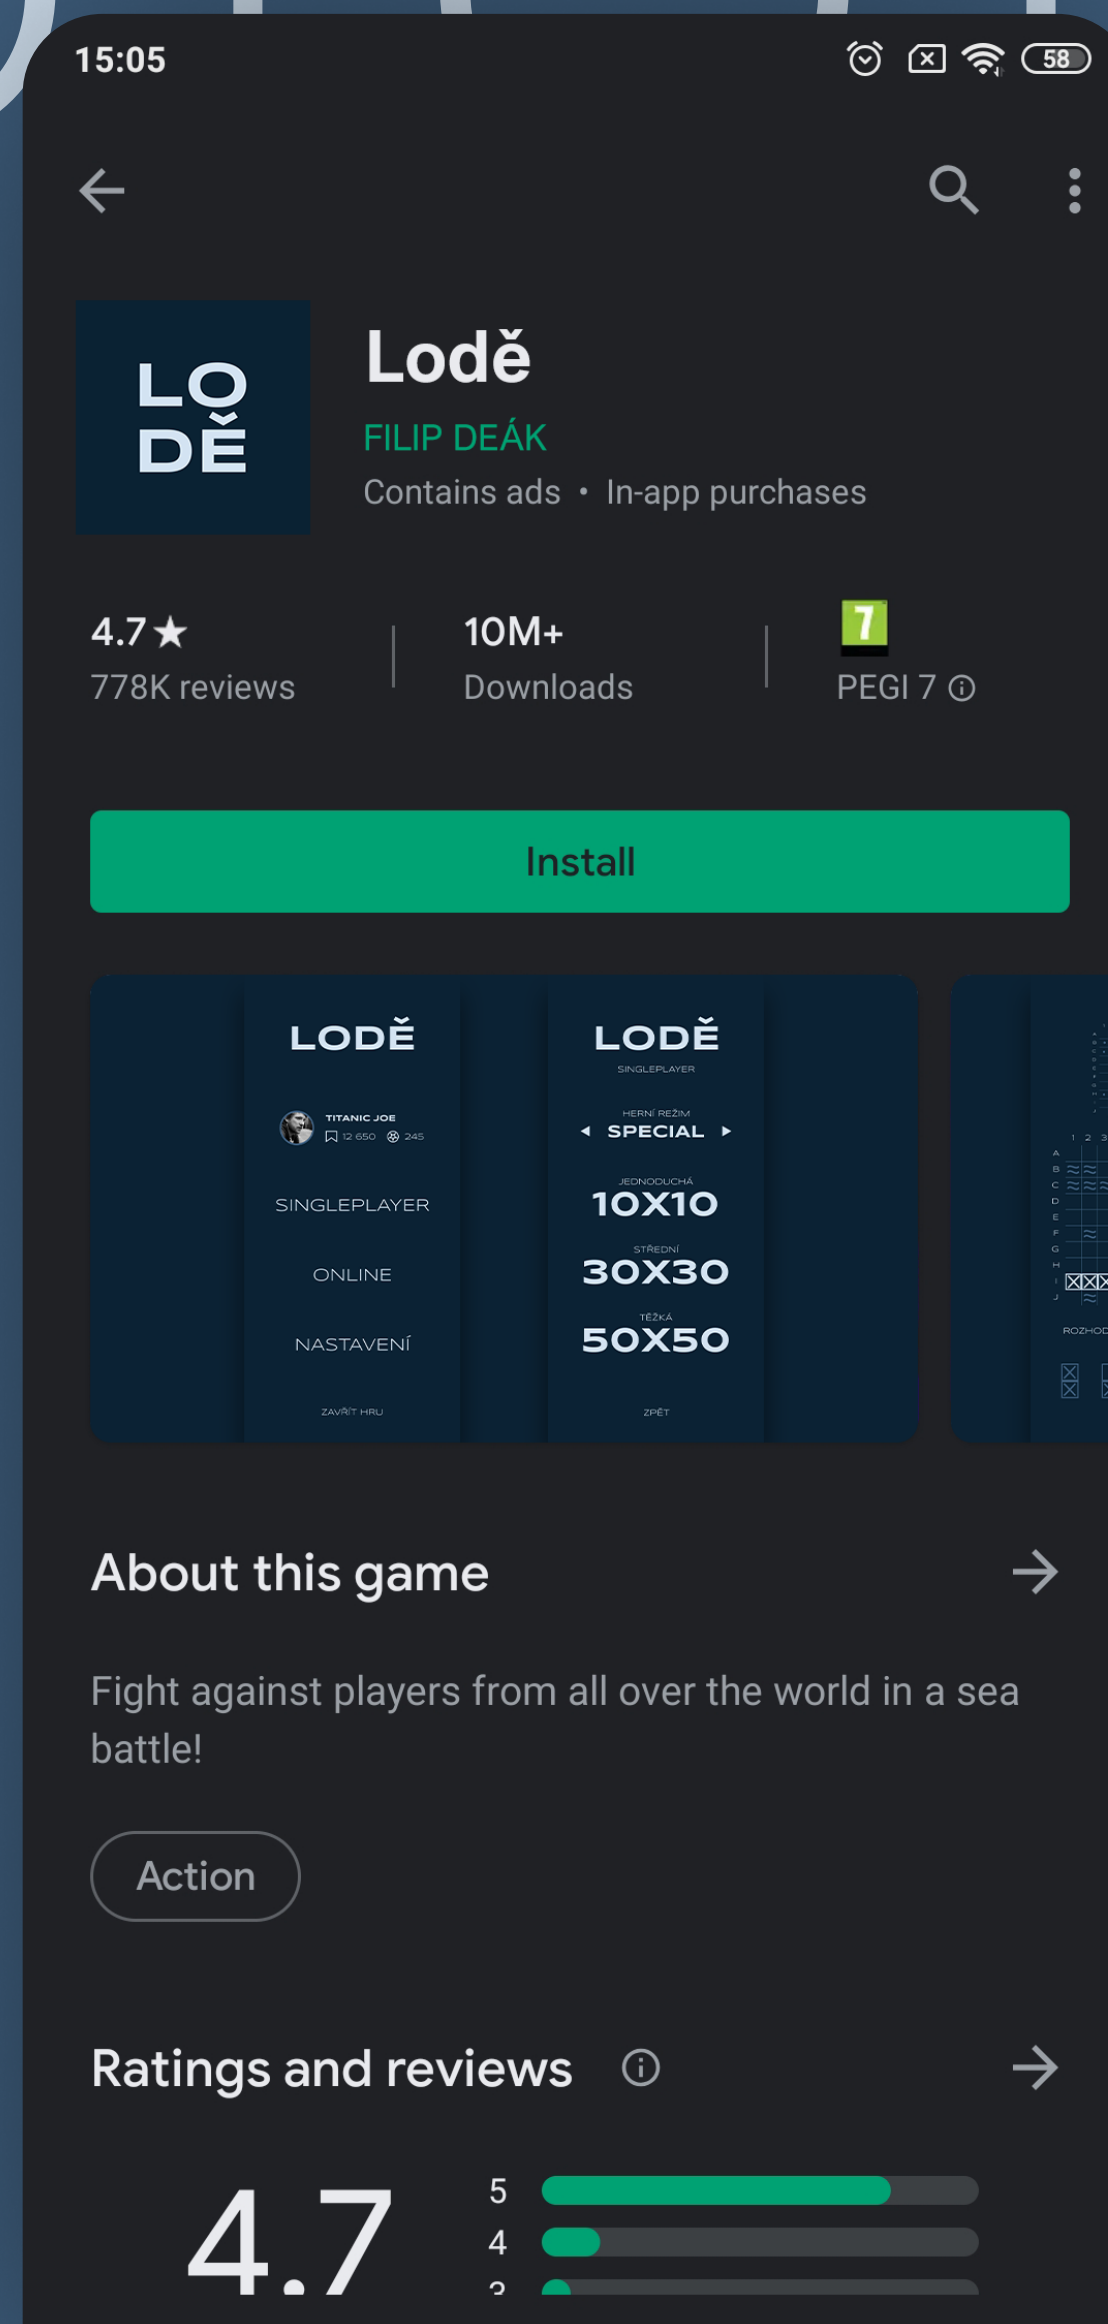 15:05
58
LO
DĚ
Lodě
FILIP DEÁK
Contains ads • In-app purchases
4.7★
778K reviews
10M+
Downloads
7
PEGI 7
Install
LODĚ
TITANIC JOE
12 650 245
SINGLEPLAYER
ONLINE
NASTAVENÍ
ZAVŘÍT HRU
LODĚ
SINGLEPLAYER
HERNÍ REŽIM
SPECIAL
JEDNODUCHÁ
10X10
STŘEDNÍ
30X30
TĚŽKÁ
50X50
ZPĚT
1 2 3
A
B
C
D
E
F
G
H
I
J
About this game
Fight against players from all over the world in a sea
battle!
Action
Ratings and reviews
4.7
5
4
3